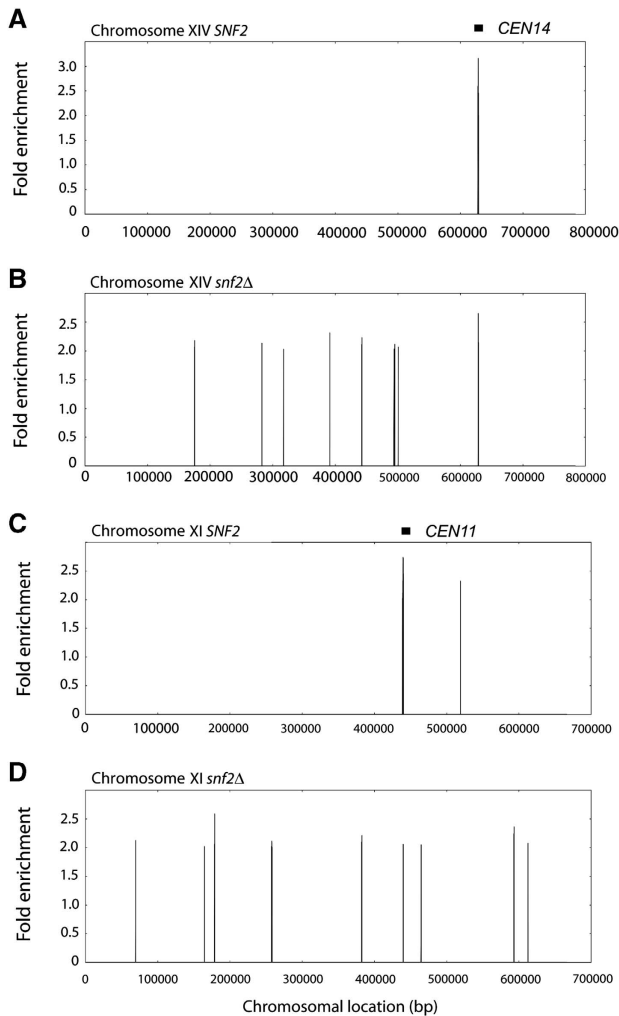 A
Chromosome XIV SNF2
■ CEN14
Fold enrichment
3.0
2.5
2.0
1.5
1.0
0.5
0
0 100000 200000 300000 400000 500000 600000 700000 800000
B
Chromosome XIV snf2Δ
Fold enrichment
2.5
2.0
1.5
1.0
0.5
0
0 100000 200000 300000 400000 500000 600000 700000 800000
C
Chromosome XI SNF2
■ CEN11
Fold enrichment
2.5
2.0
1.5
1.0
0.5
0
0 100000 200000 300000 400000 500000 600000 700000
D
Chromosome XI snf2Δ
Fold enrichment
2.5
2.0
1.5
1.0
0.5
0
0 100000 200000 300000 400000 500000 600000 700000
Chromosomal location (bp)